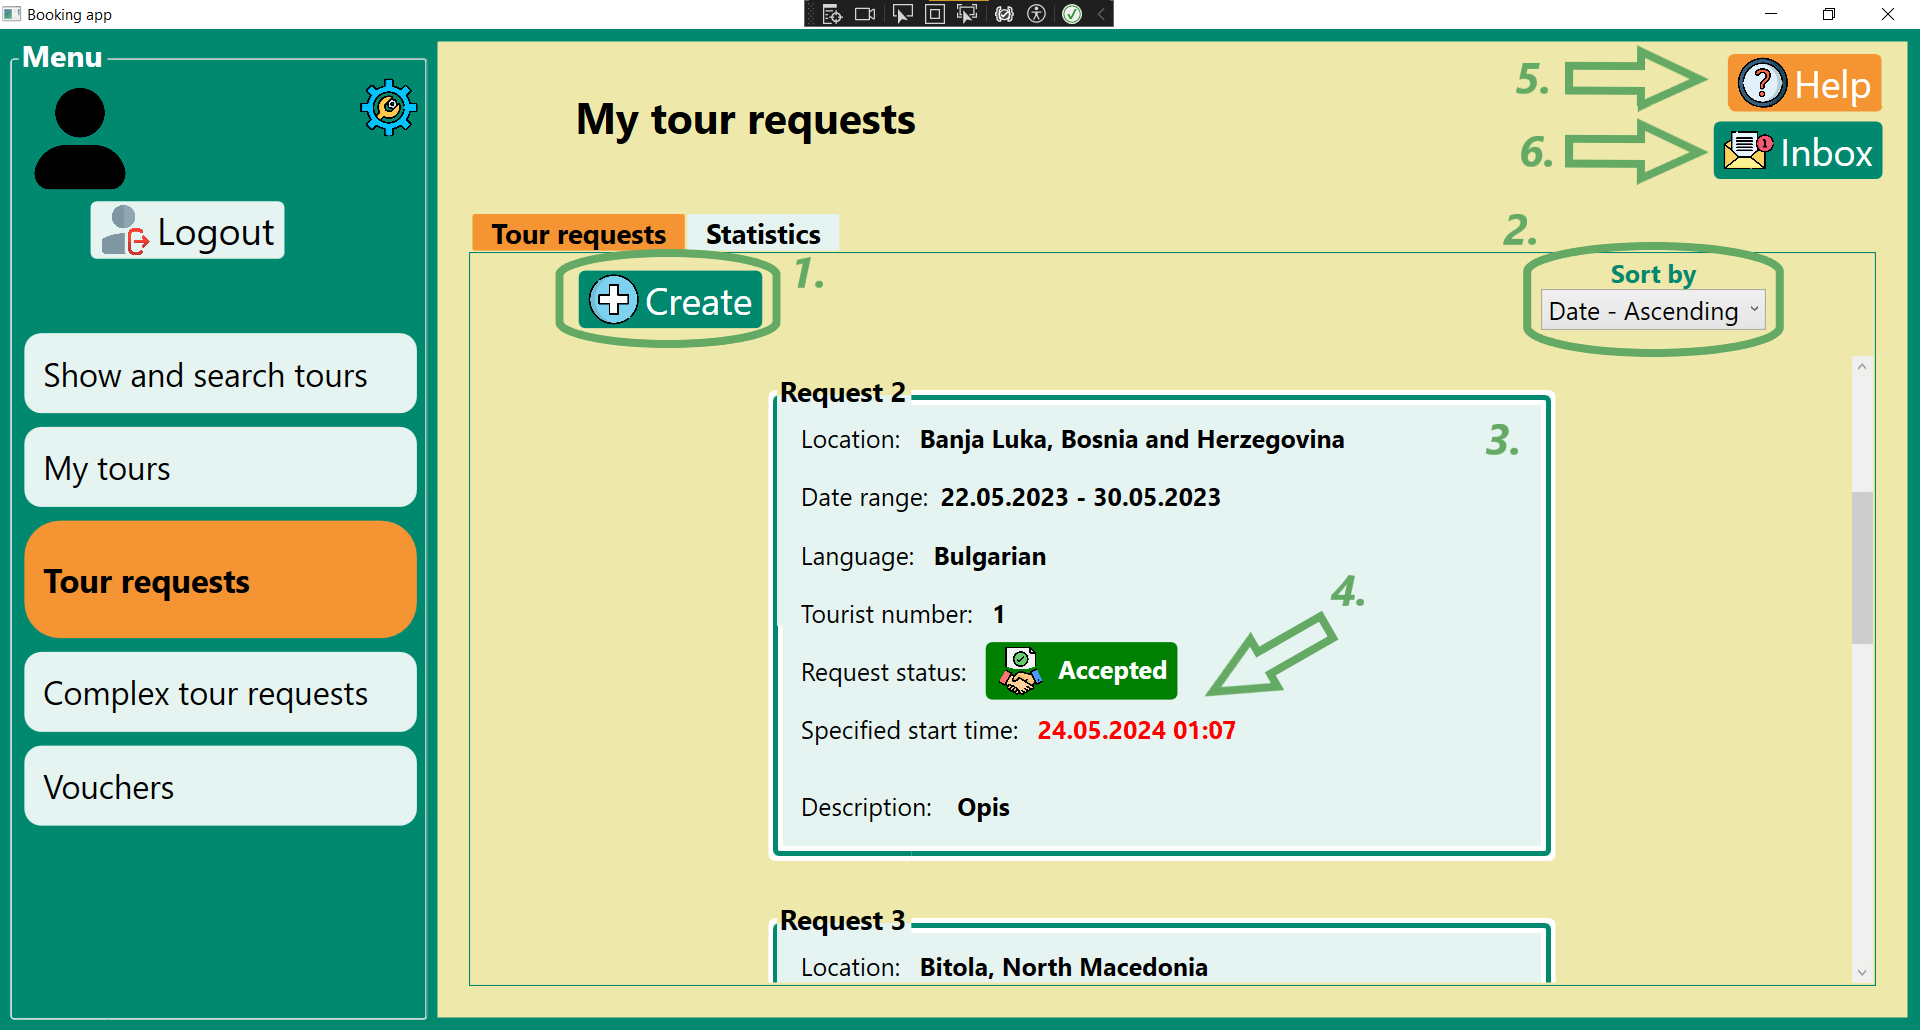 Booking app
Menu
Logout
Show and search tours
My tours
Tour requests
Complex tour requests
Vouchers
My tour requests
5.
Help
6.
1
Inbox
Tour requests
Statistics
1.
Create
2.
Sort by
Date - Ascending
Request 2
3.
Location: Banja Luka, Bosnia and Herzegovina
Date range: 22.05.2023 - 30.05.2023
Language: Bulgarian
4.
Tourist number: 1
Request status: Accepted
Specified start time: 24.05.2024 01:07
Description: Opis
Request 3
Location: Bitola, North Macedonia